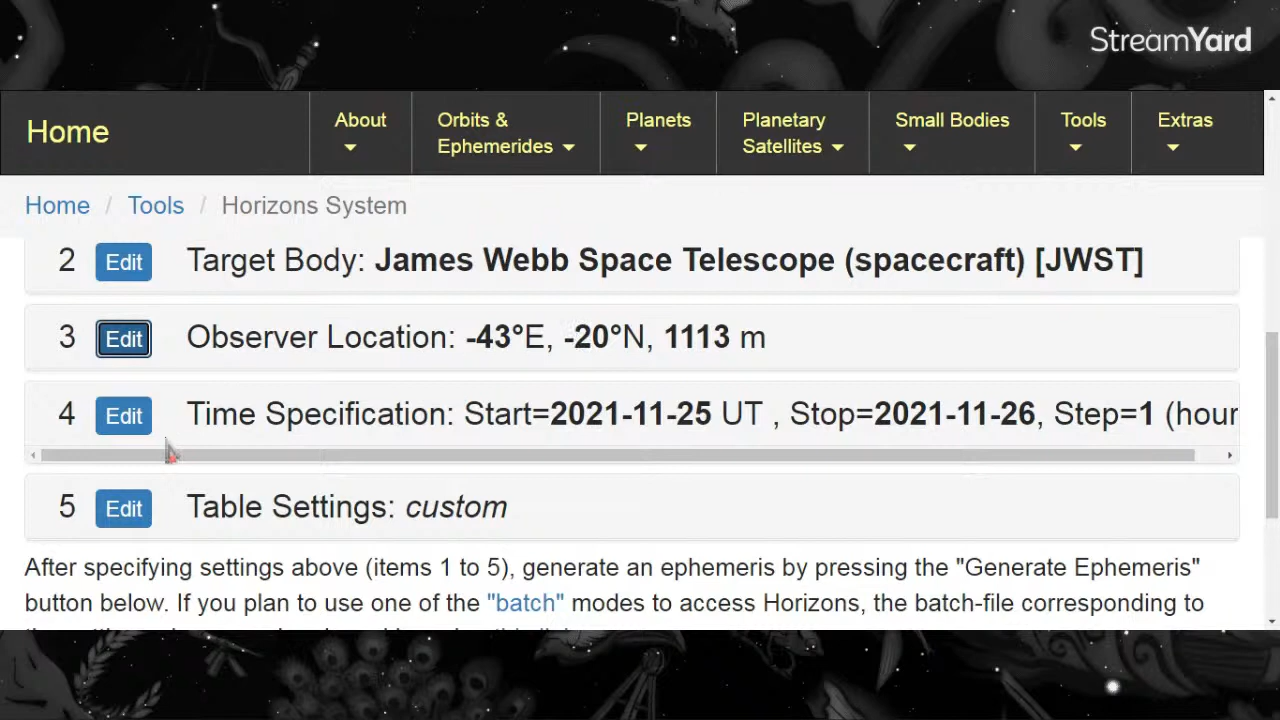 StreamYard
Home
About
Orbits &
Ephemerides
Planets
Planetary
Satellites
Small Bodies
Tools
Extras
Home / Tools / Horizons System
2 Edit Target Body: James Webb Space Telescope (spacecraft) [JWST]
3 Edit Observer Location: -43°E, -20°N, 1113 m
4 Edit Time Specification: Start=2021-11-25 UT , Stop=2021-11-26, Step=1 (hour
5 Edit Table Settings: custom
After specifying settings above (items 1 to 5), generate an ephemeris by pressing the "Generate Ephemeris"
button below. If you plan to use one of the "batch" modes to access Horizons, the batch-file corresponding to